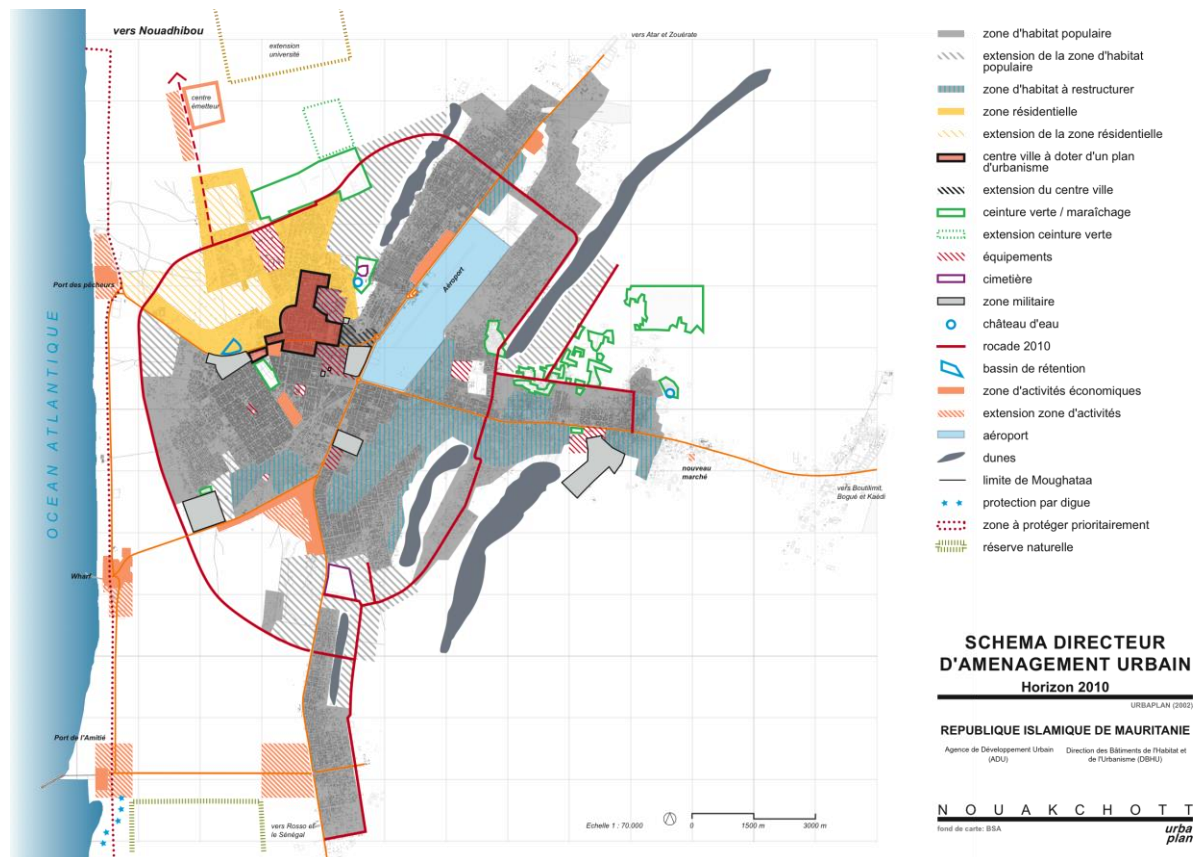 vers Nouadhibou
extension
université
vers Atar et Zouérate
centre
émetteur
Port des pêcheurs
Aéroport
OCEAN ATLANTIQUE
nouveau
marché
vers Boutilimit,
Bogué et Kaédi
Wharf
Port de l'Amitié
vers Rosso et
le Sénégal
Echelle 1 : 70.000
0 1500 m 3000 m
zone d'habitat populaire
extension de la zone d'habitat
populaire
zone d'habitat à restructurer
zone résidentielle
extension de la zone résidentielle
centre ville à doter d'un plan
d'urbanisme
extension du centre ville
ceinture verte / maraîchage
extension ceinture verte
équipements
cimetière
zone militaire
château d'eau
rocade 2010
bassin de rétention
zone d'activités économiques
extension zone d'activités
aéroport
dunes
limite de Moughataa
protection par digue
zone à protéger prioritairement
réserve naturelle
SCHEMA DIRECTEUR
D'AMENAGEMENT URBAIN
Horizon 2010
URBAPLAN (2002)
REPUBLIQUE ISLAMIQUE DE MAURITANIE
Agence de Développement Urbain
(ADU)
Direction des Bâtiments de l'Habitat et
de l'Urbanisme (DBHU)
NOUAKCHOTT
fond de carte: BSA
urba
plan